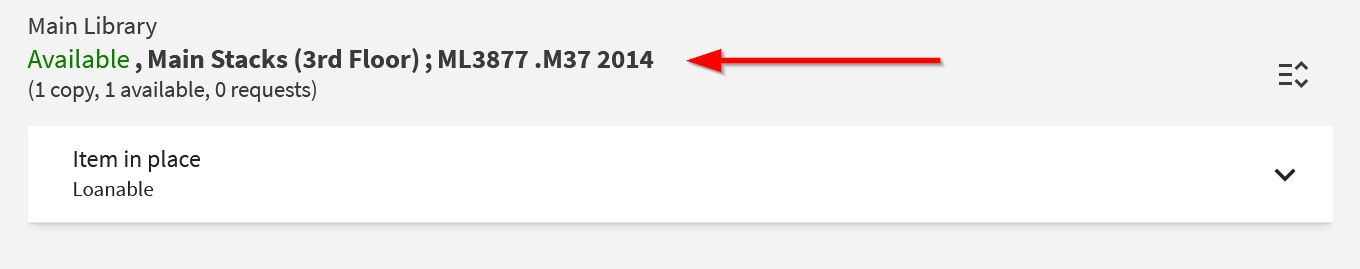 Main Library
Available , Main Stacks (3rd Floor) ; ML3877 .M37 2014
(1 copy, 1 available, 0 requests)
Item in place
Loanable